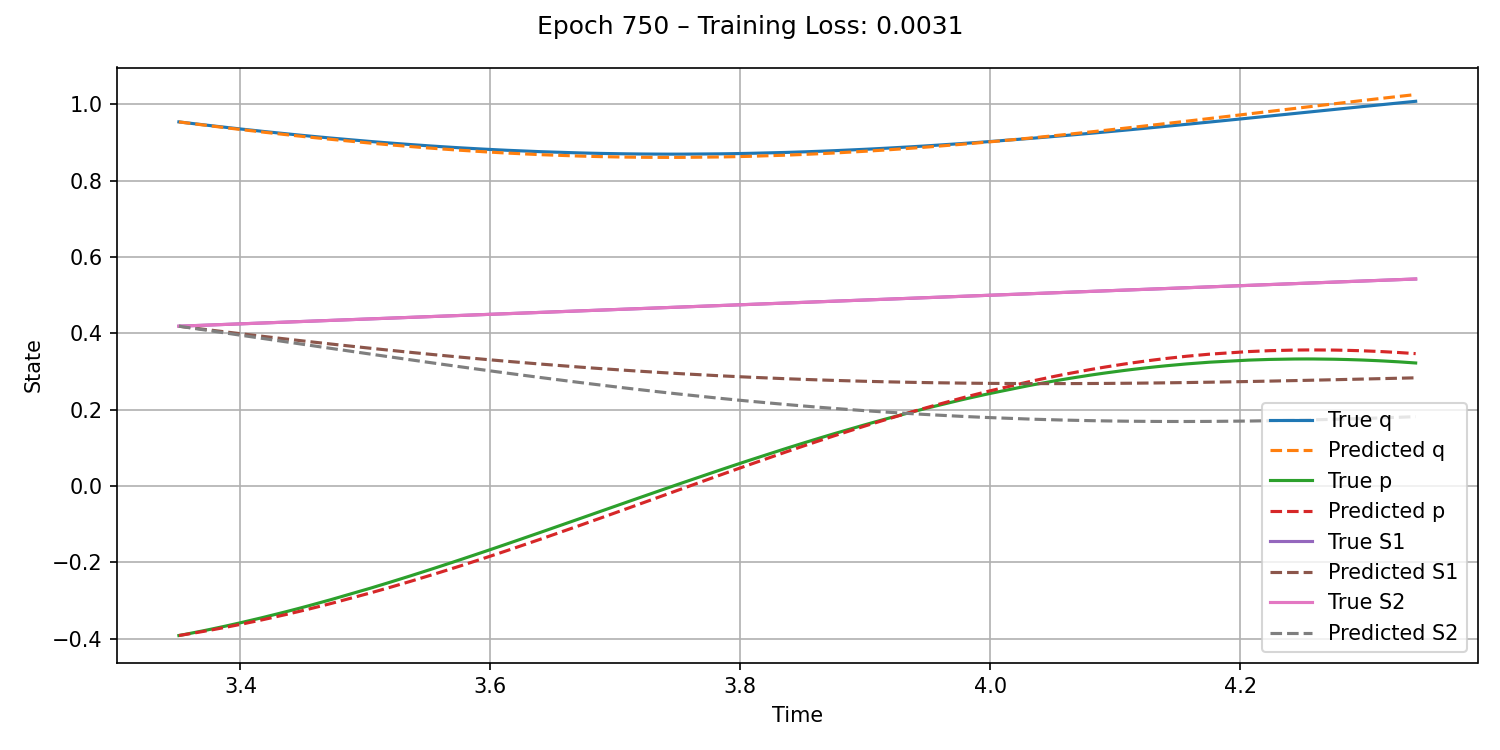 Epoch 750 – Training Loss: 0.0031
1.0
0.8
0.6
0.4
0.2
0.0
−0.2
−0.4
State
3.4
3.6
3.8
4.0
4.2
Time
True q
Predicted q
True p
Predicted p
True S1
Predicted S1
True S2
Predicted S2